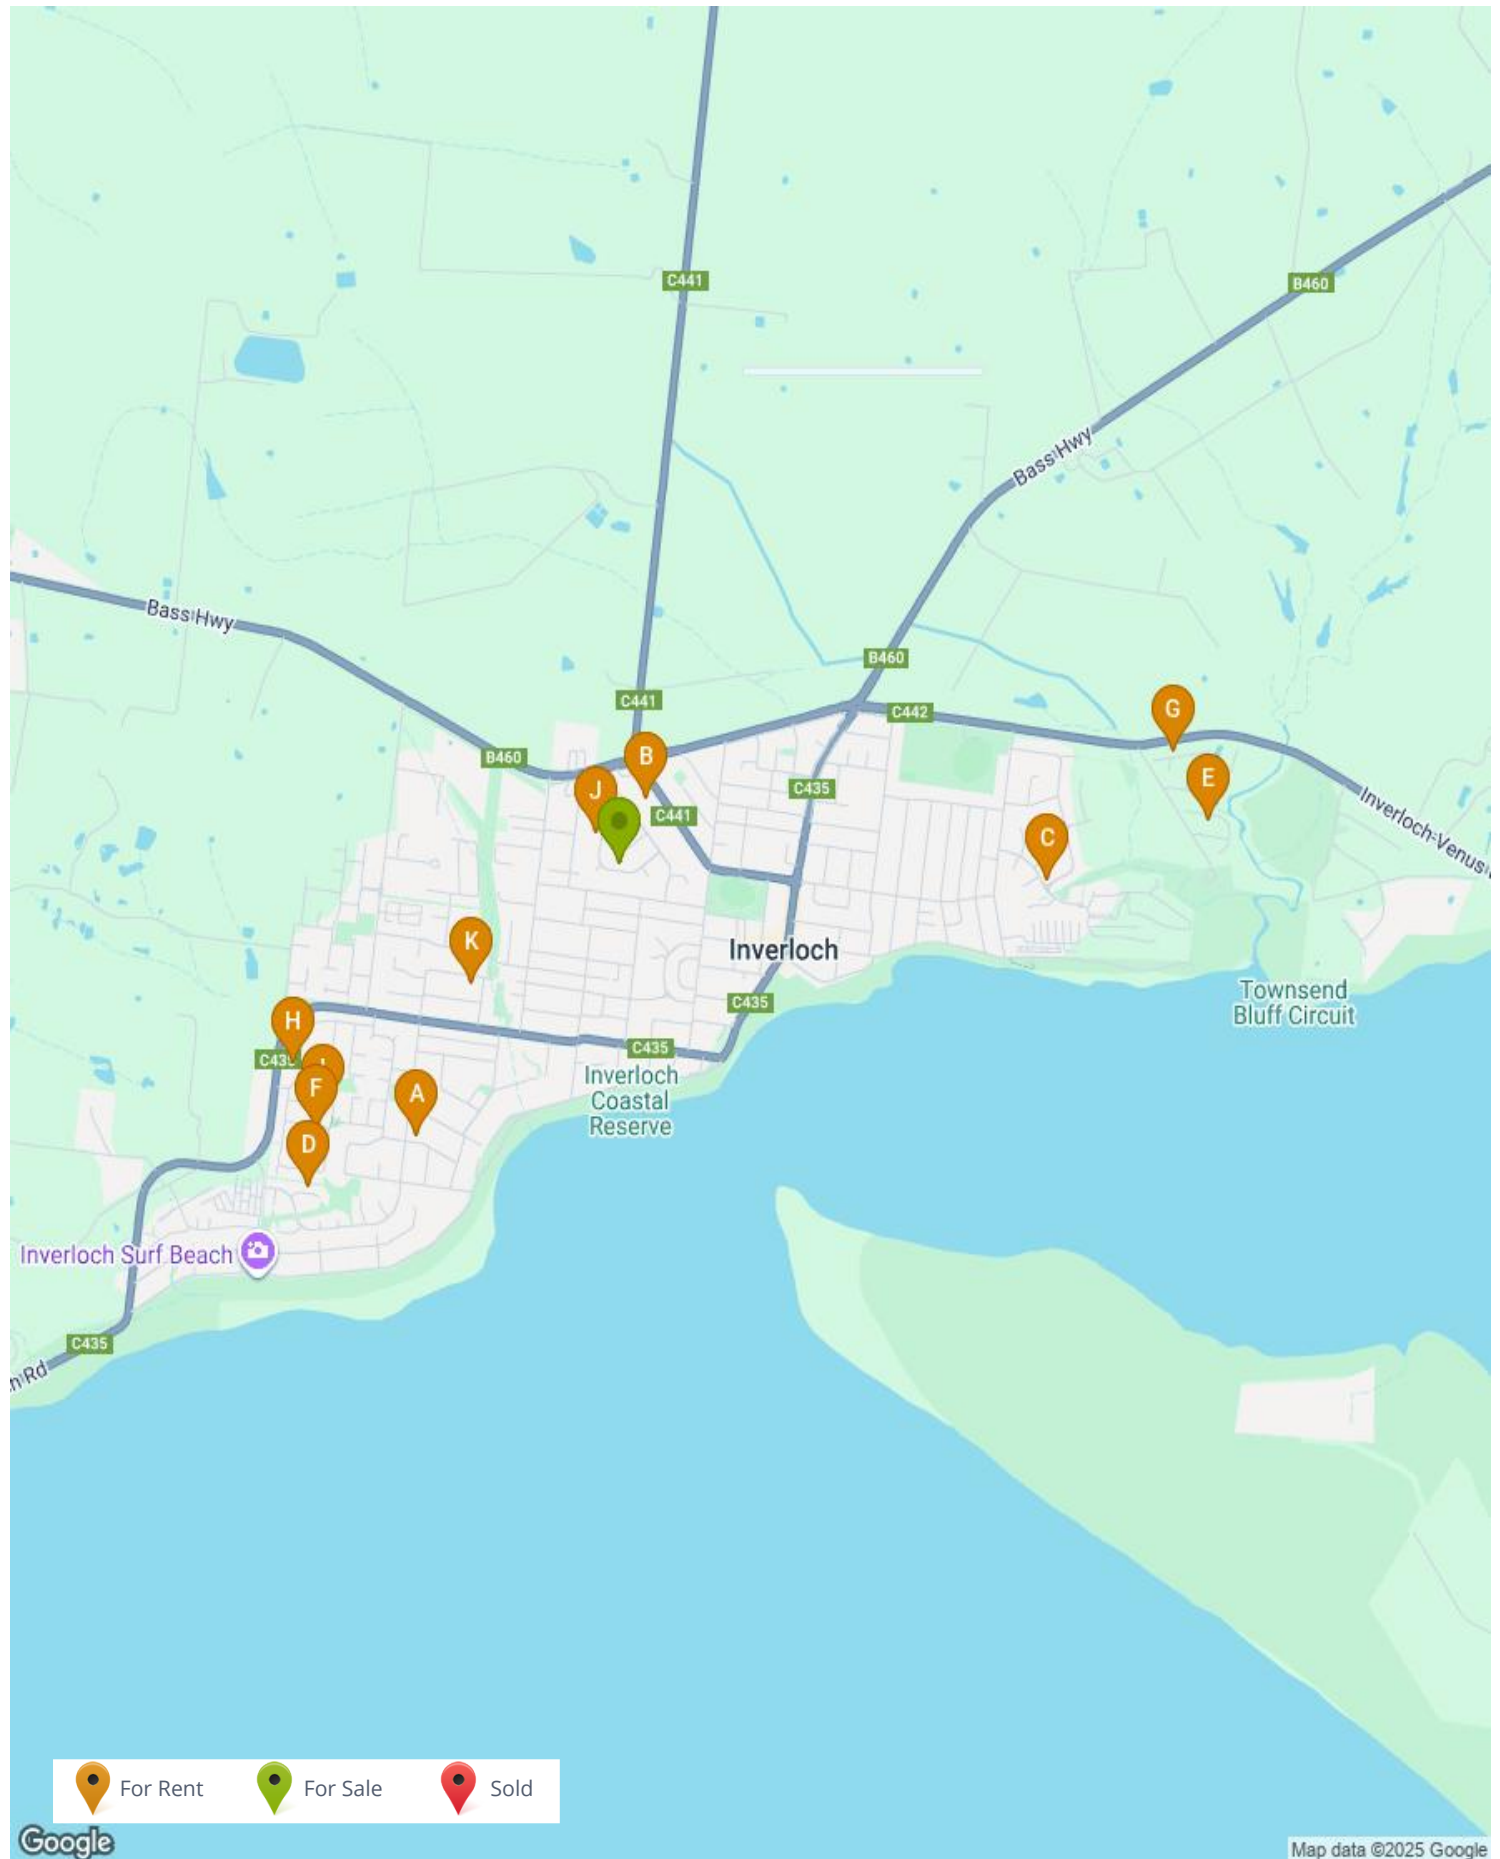 C441
B460
Bass Hwy
Bass Hwy
B460
C441
C442
G
B460
B
E
J
C435
C441
Inverloch-Venus
C
K
Inverloch
Townsend
Bluff Circuit
C435
H
C435
C435
Inverloch
Coastal
Reserve
F
A
D
Inverloch Surf Beach
C435
n Rd
For Rent
For Sale
Sold
Google
Map data ©2025 Google